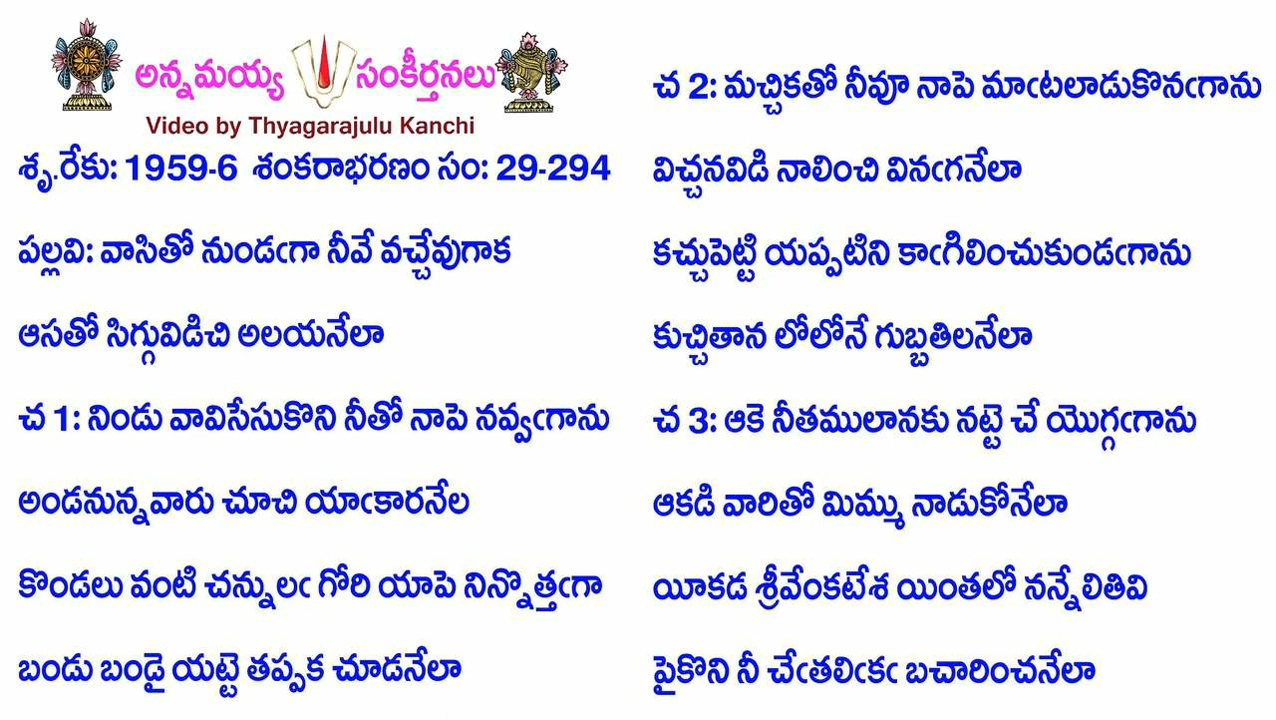 అన్నమయ్య సంకీర్తనలు
Video by Thyagarajulu Kanchi
శృ.రేకు: 1959-6 శంకరాభరణం సం: 29-294
పల్లవి: వాసితో నుండఁగా నీవే వచ్చేవుగాక
ఆసతో సిగ్గువిడిచి అలయనేలా
చ 1: నిండు వావిసేసుకొని నీతో నాపె నవ్వఁగాను
అండనున్నవారు చూచి యాఁకారనేల
కొండలు వంటి చన్నులఁ గోరి యాపె నిన్నొత్తఁగా
బండు బండై యట్టె తప్పక చూడనేలా
చ 2: మచ్చికతో నీవూ నాపె మాఁటలాడుకొనఁగాను
విచ్చనవిడి నాలించి వినఁగనేలా
కచ్చుపెట్టి యప్పటిని కాఁగిలించుకుండఁగాను
కుచ్చితాన లోలోనే గుబ్బతిలనేలా
చ 3: ఆకె నీతములానకు నట్టె చే యొగ్గఁగాను
ఆకడి వారితో మిమ్ము నాడుకోనేలా
యీకడ శ్రీవేంకటేశ యింతలో నన్నేలితివి
పైకొని నీ చేఁతలిఁకఁ బచారించనేలా